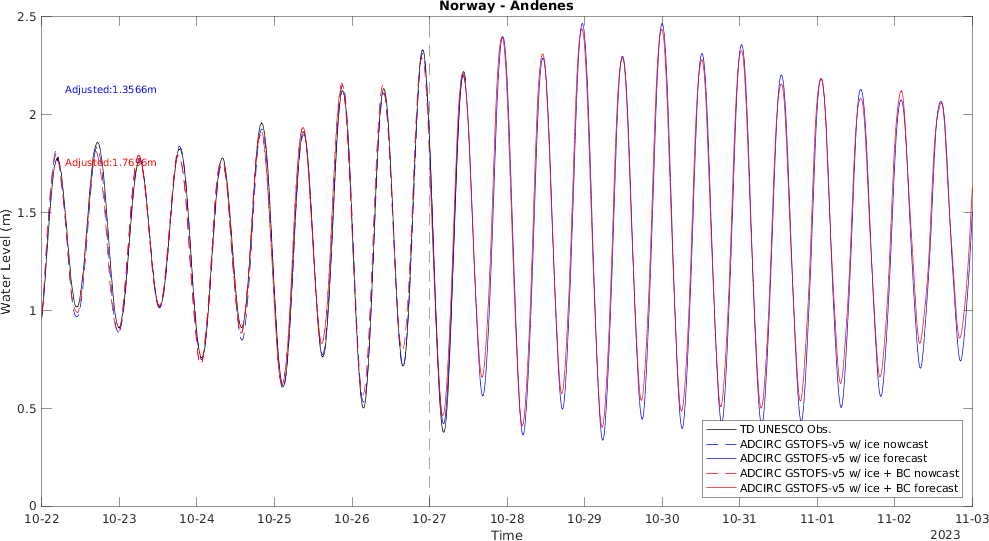 Norway - Andenes
2.5
2
1.5
1
0.5
0
Water Level (m)
Adjusted:1.3566m
Adjusted:1.7696m
TD UNESCO Obs.
ADCIRC GSTOFS-v5 w/ ice nowcast
ADCIRC GSTOFS-v5 w/ ice forecast
ADCIRC GSTOFS-v5 w/ ice + BC nowcast
ADCIRC GSTOFS-v5 w/ ice + BC forecast
10-22 10-23 10-24 10-25 10-26 10-27 10-28 10-29 10-30 10-31 11-01 11-02 11-03
Time
2023